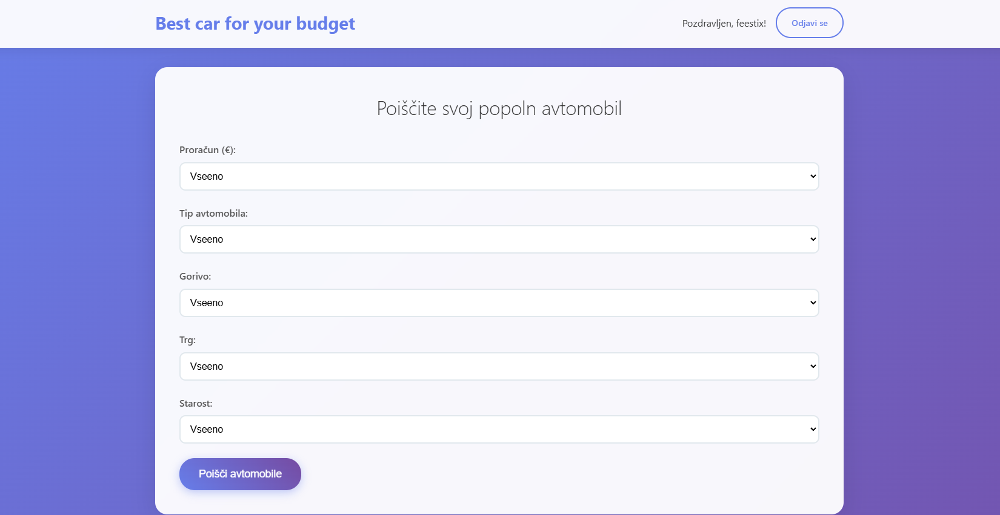 Best car for your budget
Pozdravljen, feestix!
Odjavi se
Poiščite svoj popoln avtomobil
Proračun (€):
Vseeno
Tip avtomobila:
Vseeno
Gorivo:
Vseeno
Trg:
Vseeno
Starost:
Vseeno
Poišči avtomobile